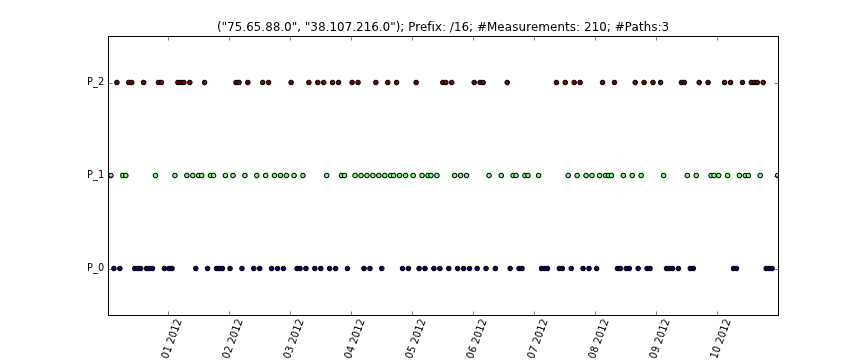 ("75.65.88.0", "38.107.216.0"); Prefix: /16; #Measurements: 210; #Paths:3
P_2
P_1
P_0
01 2012 02 2012 03 2012 04 2012 05 2012 06 2012 07 2012 08 2012 09 2012 10 2012